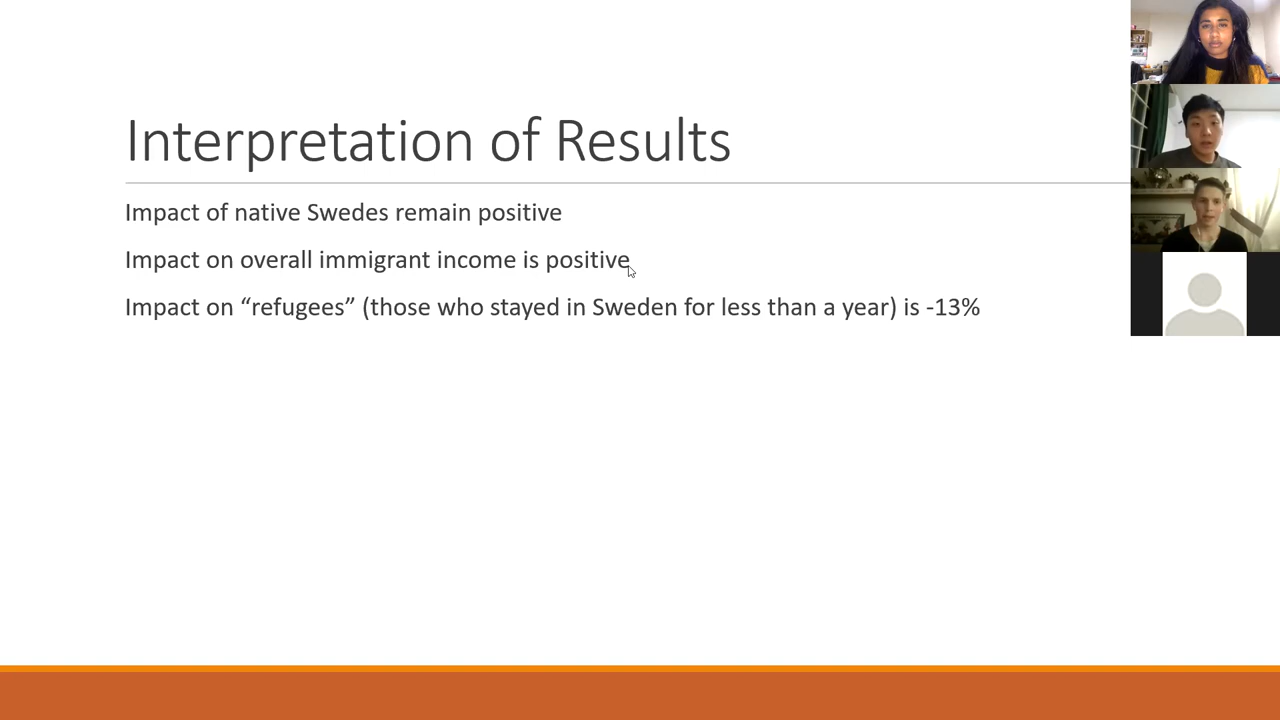 Interpretation of Results
Impact of native Swedes remain positive
Impact on overall immigrant income is positive
Impact on “refugees” (those who stayed in Sweden for less than a year) is -13%